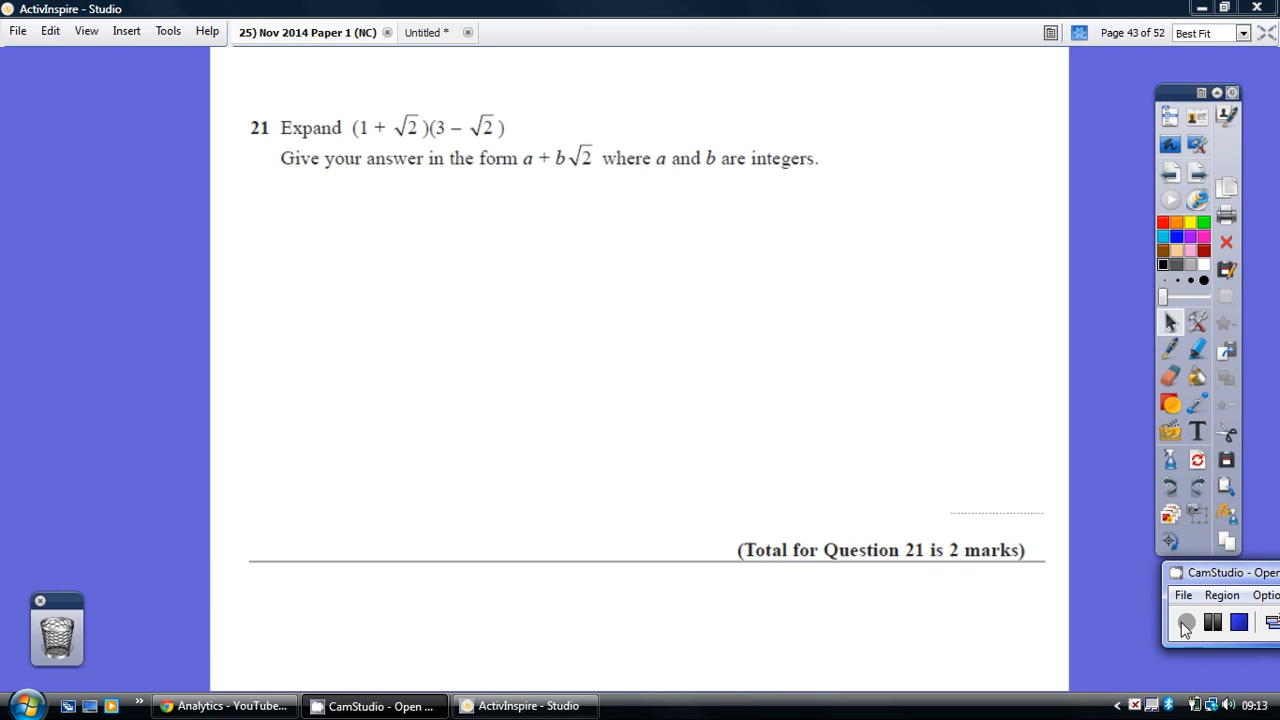 ActivInspire - Studio
File Edit View Insert Tools Help
25) Nov 2014 Paper 1 (NC)
Untitled *
Page 43 of 52
Best Fit
21 Expand (1 + √2 )(3 – √2 )
Give your answer in the form a + b√2 where a and b are integers.
(Total for Question 21 is 2 marks)
CamStudio - Open
File Region Optio
Analytics - YouTube...
CamStudio - Open ...
ActivInspire - Studio
09:13